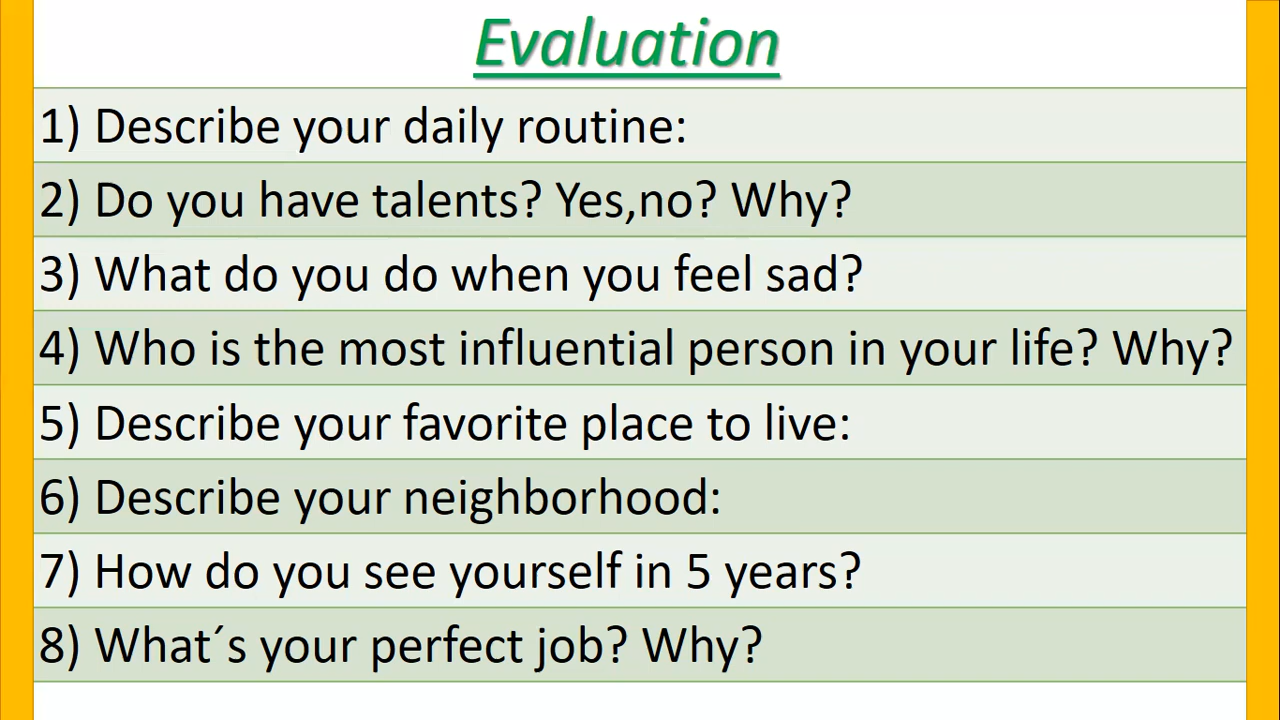 Evaluation
1) Describe your daily routine:
2) Do you have talents? Yes,no? Why?
3) What do you do when you feel sad?
4) Who is the most influential person in your life? Why?
5) Describe your favorite place to live:
6) Describe your neighborhood:
7) How do you see yourself in 5 years?
8) What´s your perfect job? Why?